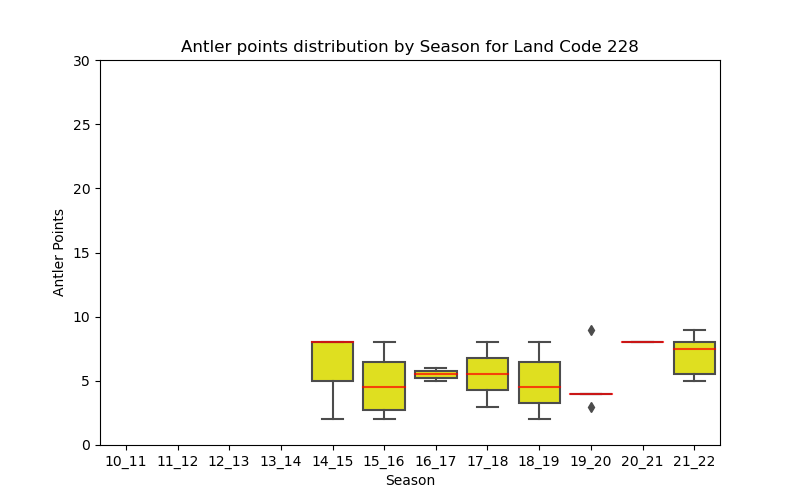 Antler points distribution by Season for Land Code 228
30
25
20
15
10
5
0
Antler Points
10_11 11_12 12_13 13_14 14_15 15_16 16_17 17_18 18_19 19_20 20_21 21_22
Season